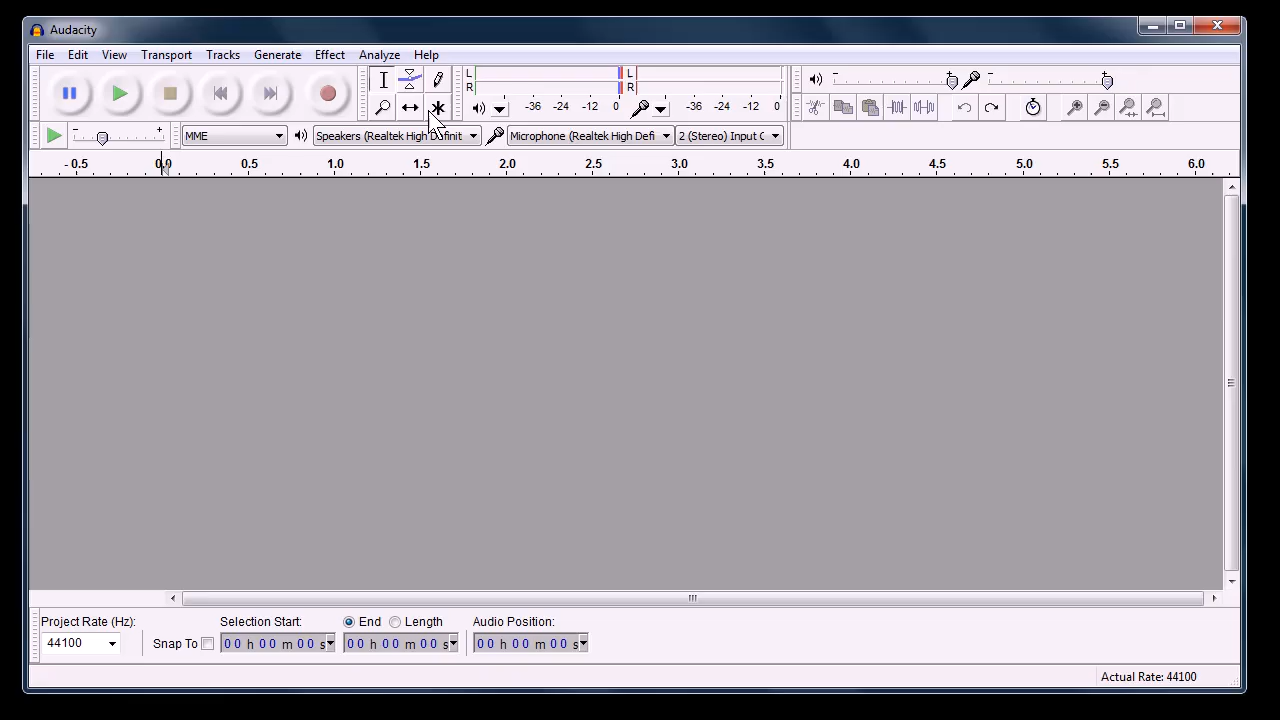 Audacity
File Edit View Transport Tracks Generate Effect Analyze Help
L L
R R
-36 -24 -12 0 -36 -24 -12 0
- + - +
- + MME Speakers (Realtek High Definit Microphone (Realtek High Defi 2 (Stereo) Input C
-0.5 0.0 0.5 1.0 1.5 2.0 2.5 3.0 3.5 4.0 4.5 5.0 5.5 6.0
Project Rate (Hz): Selection Start: End Length Audio Position:
44100 Snap To 00 h 00 m 00 s 00 h 00 m 00 s 00 h 00 m 00 s
Actual Rate: 44100